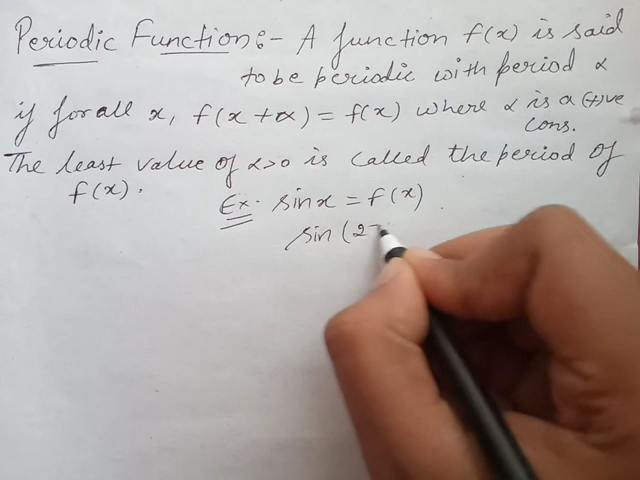 Periodic Function:- A function f(x) is said
to be periodic with period α
if for all x, f(x+α) = f(x) where α is a (+)ve
cons.
The least value of α>0 is called the period of
f(x).
Ex. sinx = f(x)
sin (2